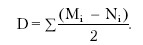 D = Σ(Mᵢ − Nᵢ)/2.